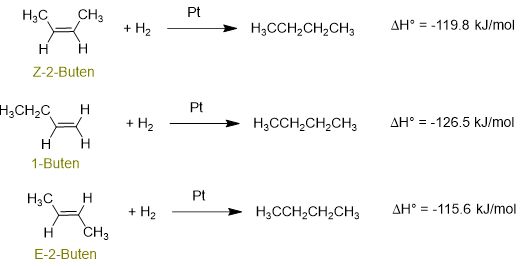 H₃C CH₃
Pt
+ H₂ H₃CCH₂CH₂CH₃ ΔH° = -119.8 kJ/mol
H H
Z-2-Buten
H₃CH₂C H
Pt
+ H₂ H₃CCH₂CH₂CH₃ ΔH° = -126.5 kJ/mol
H H
1-Buten
H₃C H
Pt
+ H₂ H₃CCH₂CH₂CH₃ ΔH° = -115.6 kJ/mol
H CH₃
E-2-Buten